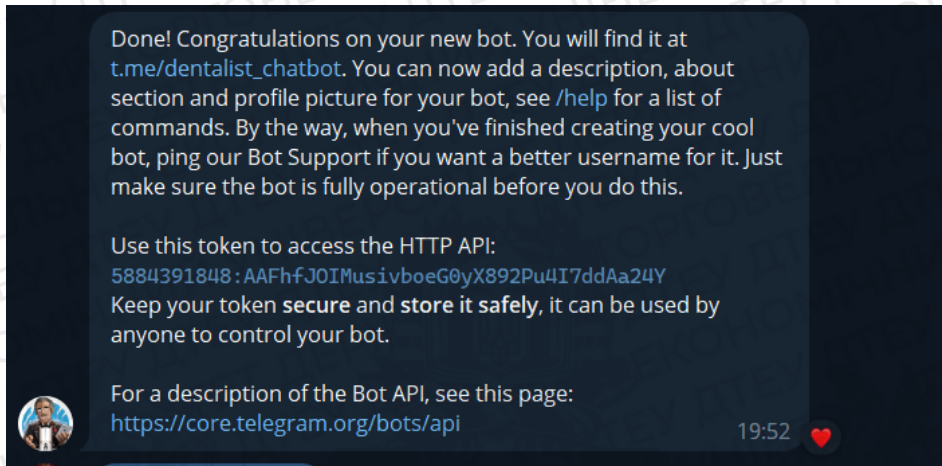 Done! Congratulations on your new bot. You will find it at
t.me/dentalist_chatbot. You can now add a description, about
section and profile picture for your bot, see /help for a list of
commands. By the way, when you've finished creating your cool
bot, ping our Bot Support if you want a better username for it. Just
make sure the bot is fully operational before you do this.
Use this token to access the HTTP API:
5884391848:AAFhfJOIMusivboeG0yX892Pu4I7ddAa24Y
Keep your token secure and store it safely, it can be used by
anyone to control your bot.
For a description of the Bot API, see this page:
https://core.telegram.org/bots/api
19:52